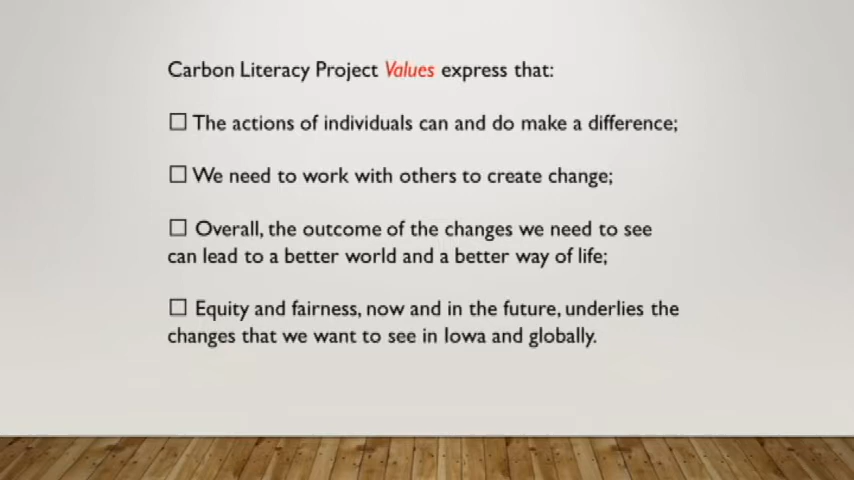 Carbon Literacy Project Values express that:
☐ The actions of individuals can and do make a difference;
☐ We need to work with others to create change;
☐ Overall, the outcome of the changes we need to see
can lead to a better world and a better way of life;
☐ Equity and fairness, now and in the future, underlies the
changes that we want to see in Iowa and globally.